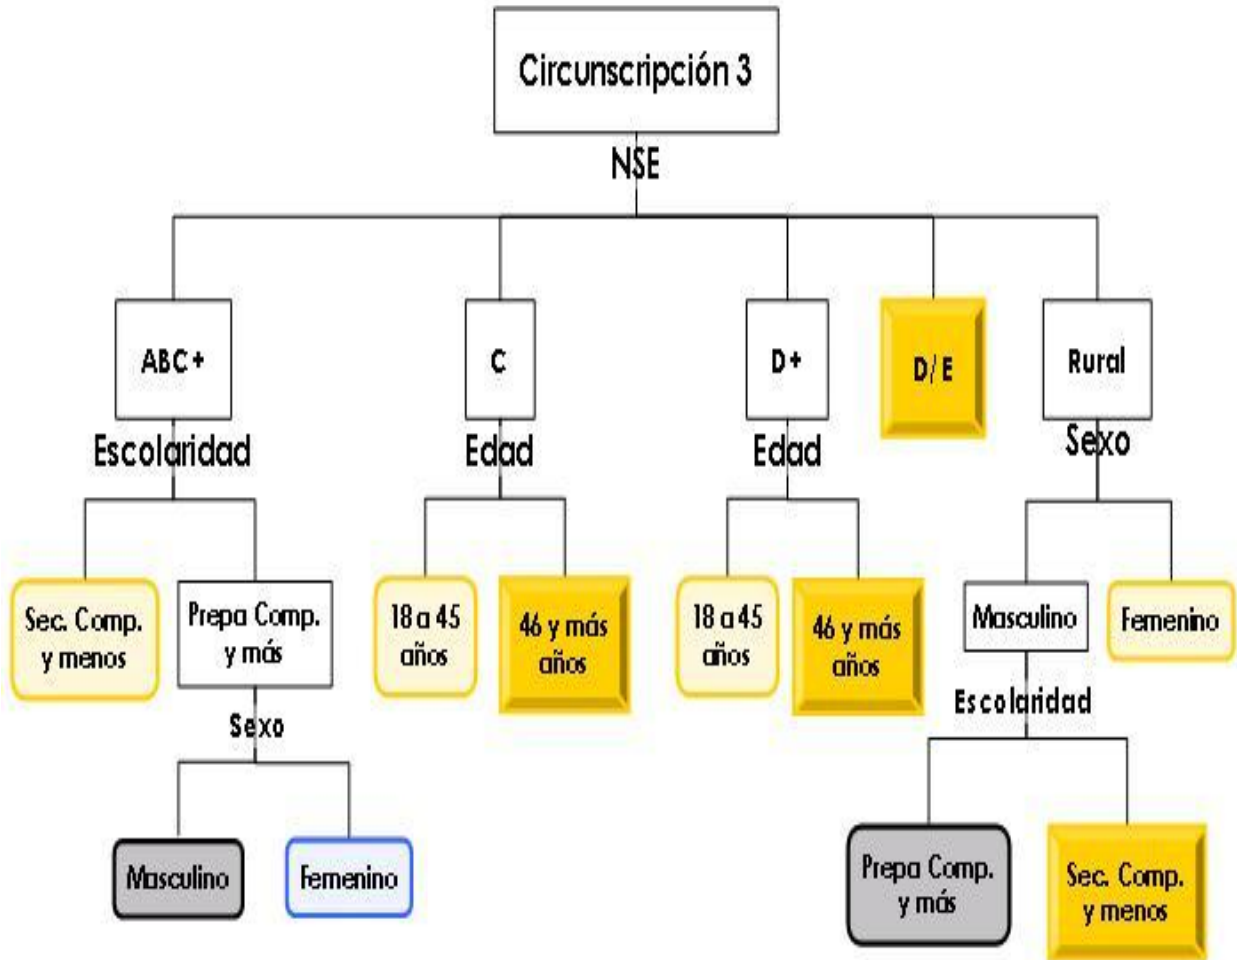 Circunscripción 3
NSE
ABC+
C
D+
D/E
Rural
Escolaridad
Edad
Edad
Sexo
Sec. Comp.
y menos
Prepa Comp.
y más
18 a 45
años
46 y más
años
18 a 45
años
46 y más
años
Masculino
Femenino
Sexo
Escolaridad
Masculino
Femenino
Prepa Comp.
y más
Sec. Comp.
y menos